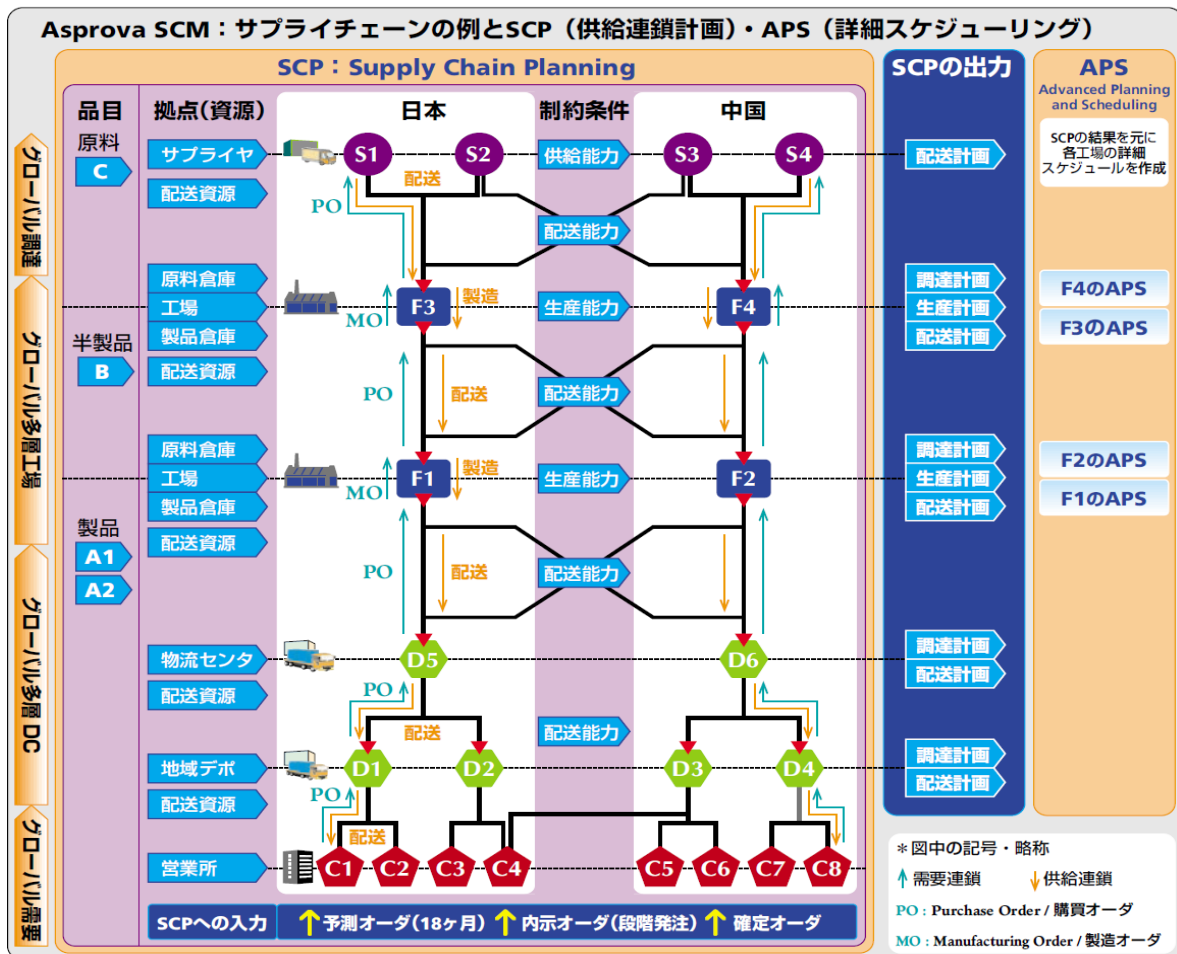 Asprova SCM：サプライチェーンの例とSCP（供給連鎖計画）・APS（詳細スケジューリング）
SCP：Supply Chain Planning
SCPの出力
APS
Advanced Planning
and Scheduling
品目
拠点(資源)
日本
制約条件
中国
SCPの結果を元に
各工場の詳細
スケジュールを作成
グローバル調達
グローバル多層工場
グローバル多層 DC
グローバル需要
原料
C
サプライヤ
S1
S2
供給能力
S3
S4
配送計画
配送資源
配送
PO
配送能力
原料倉庫
工場
製品倉庫
MO
F3
製造
生産能力
F4
調達計画
生産計画
配送計画
F4のAPS
F3のAPS
半製品
B
配送資源
PO
配送
配送能力
原料倉庫
工場
製品倉庫
MO
F1
製造
生産能力
F2
調達計画
生産計画
配送計画
F2のAPS
F1のAPS
製品
A1
A2
配送資源
PO
配送
配送能力
物流センタ
D5
D6
調達計画
配送計画
配送資源
PO
配送
配送能力
地域デポ
D1
D2
D3
D4
調達計画
配送計画
配送資源
PO
配送
営業所
C1
C2
C3
C4
C5
C6
C7
C8
SCPへの入力
予測オーダ(18ヶ月)
内示オーダ(段階発注)
確定オーダ
＊図中の記号・略称
需要連鎖
供給連鎖
PO : Purchase Order / 購買オーダ
MO : Manufacturing Order / 製造オーダ